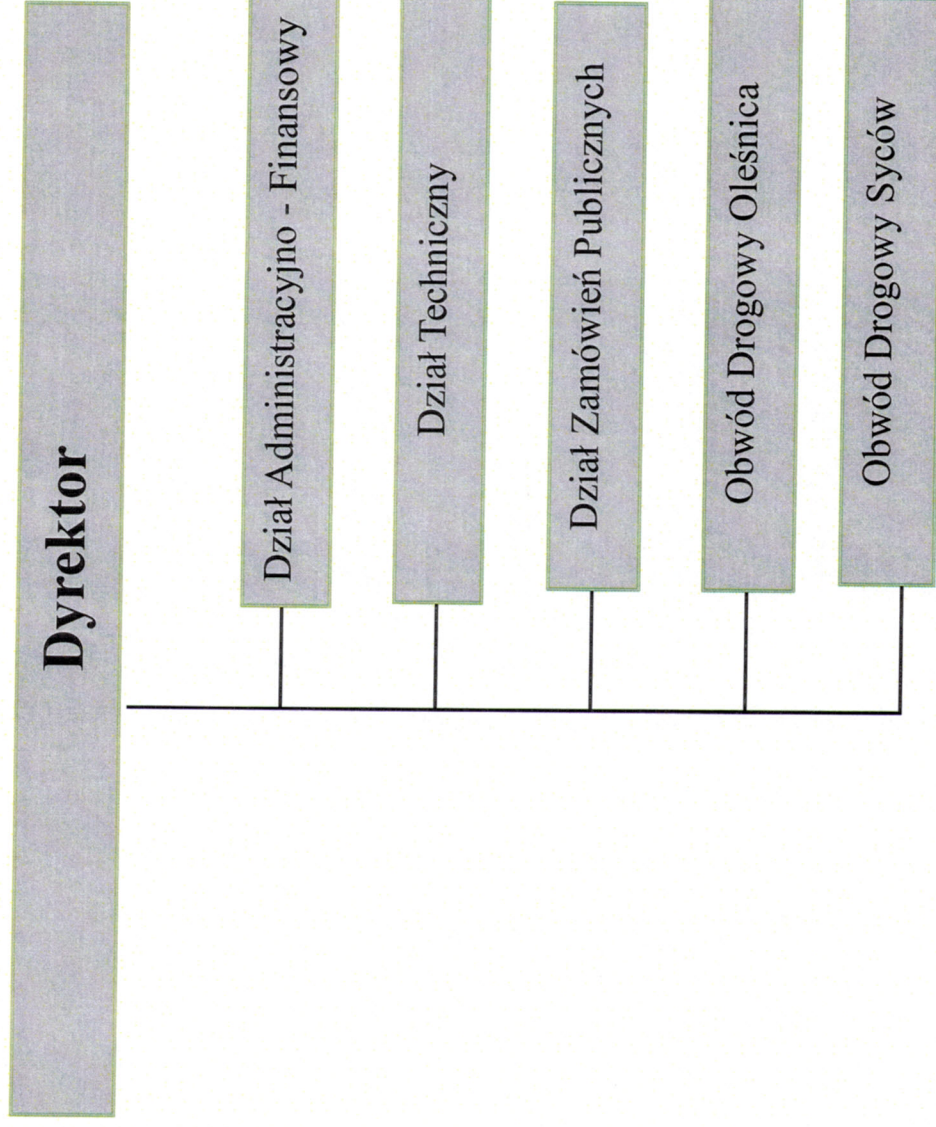 Dyrektor
Dział Administracyjno - Finansowy
Dział Techniczny
Dział Zamówień Publicznych
Obwód Drogowy Oleśnica
Obwód Drogowy Syców